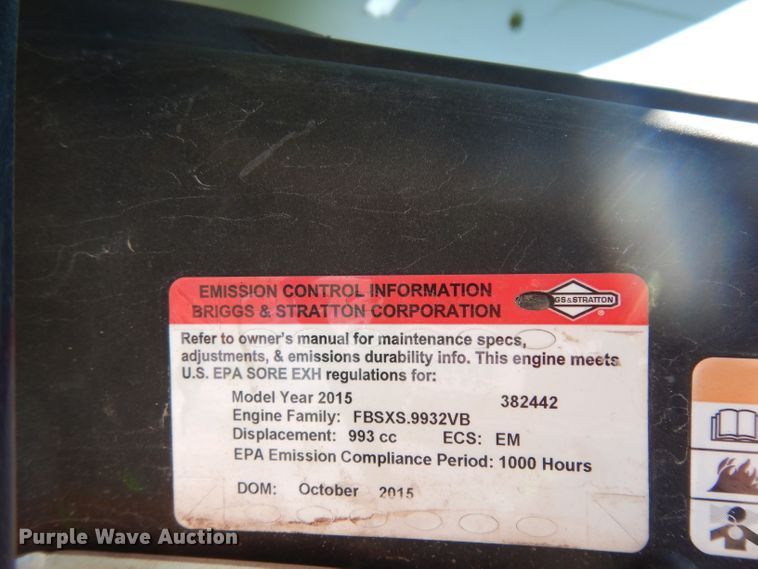 EMISSION CONTROL INFORMATION
BRIGGS & STRATTON CORPORATION
GS & STRATTON
®
Refer to owner's manual for maintenance specs,
adjustments, & emissions durability info. This engine meets
U.S. EPA SORE EXH regulations for:
Model Year 2015 382442
Engine Family: FBSXS.9932VB
Displacement: 993 cc ECS: EM
EPA Emission Compliance Period: 1000 Hours
DOM: October 2015
Purple Wave Auction®